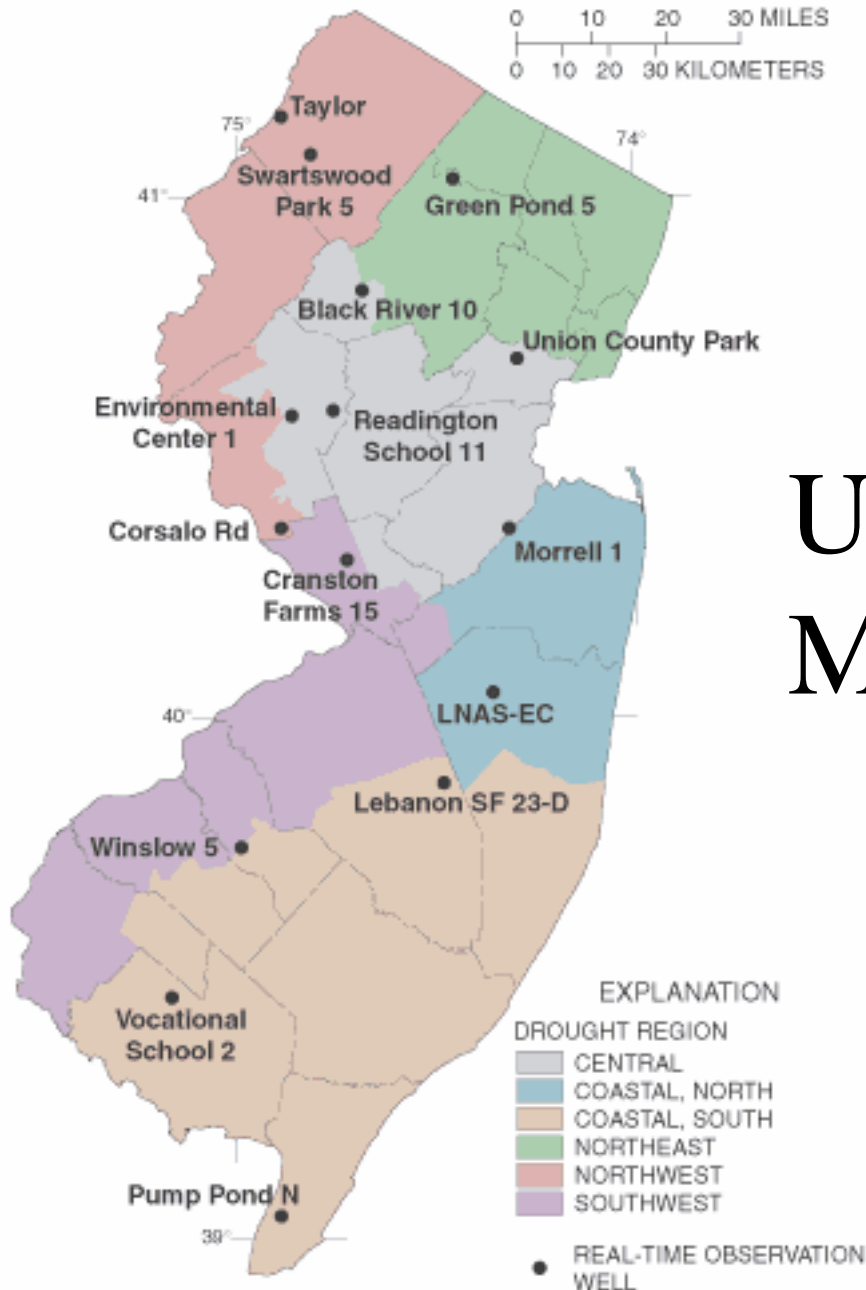 0 10 20 30 MILES
0 10 20 30 KILOMETERS
Taylor
75°
74°
Swartswood
Park 5
41°
Green Pond 5
Black River 10
Union County Park
Environmental
Center 1
Readington
School 11
U
Corsalo Rd
Morrell 1
Cranston
Farms 15
M
40°
LNAS-EC
Lebanon SF 23-D
Winslow 5
EXPLANATION
Vocational
School 2
DROUGHT REGION
CENTRAL
COASTAL, NORTH
COASTAL, SOUTH
NORTHEAST
NORTHWEST
SOUTHWEST
Pump Pond N
39°
REAL-TIME OBSERVATION
WELL